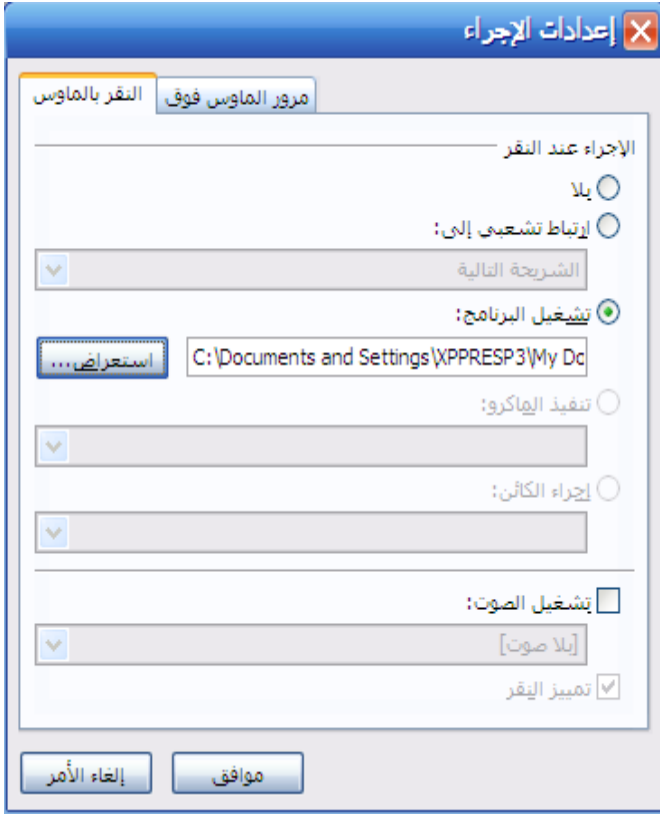 إعدادات الإجراء
النقر بالماوس
مرور الماوس فوق
الإجراء عند النقر
بلا
ارتباط تشعبي إلى:
الشريحة التالية
تشغيل البرنامج:
C:\Documents and Settings\XPPRESP3\My Dc
استعراض...
تنفيذ الماكرو:
إجراء الكائن:
تشغيل الصوت:
[بلا صوت]
تمييز النقر
موافق
إلغاء الأمر